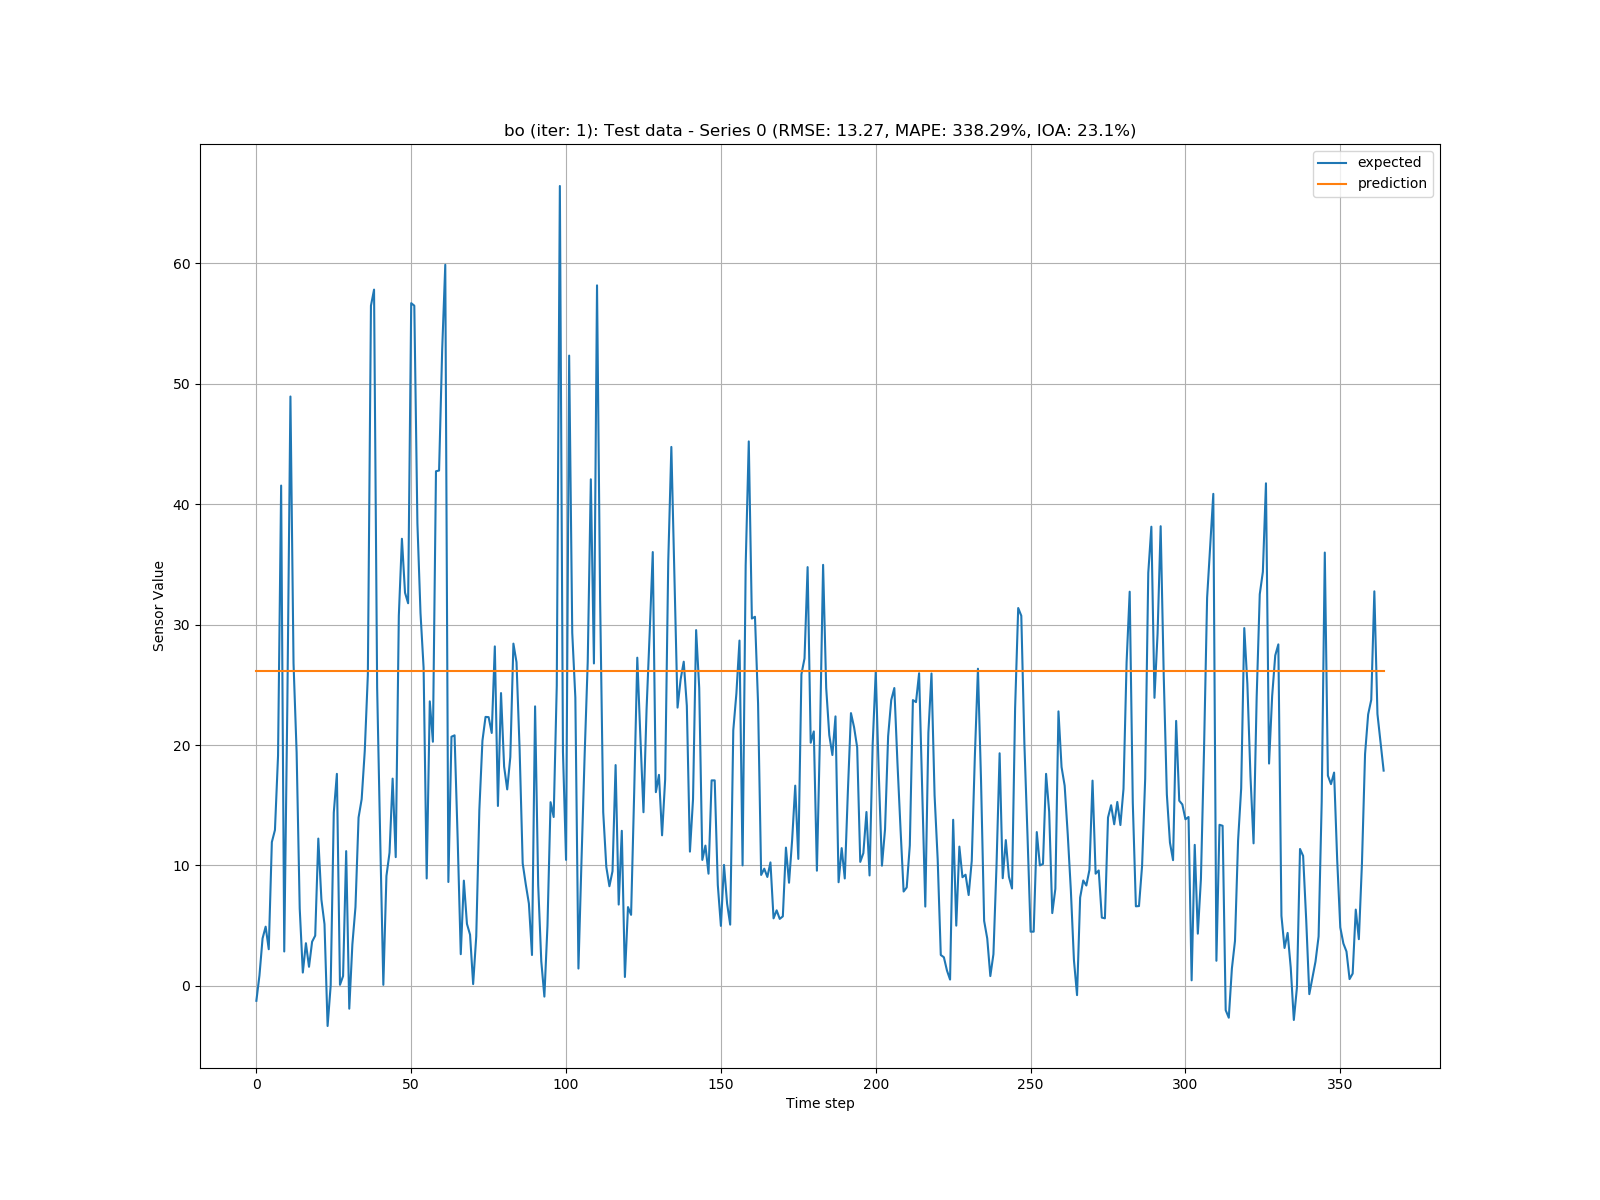 bo (iter: 1): Test data - Series 0 (RMSE: 13.27, MAPE: 338.29%, IOA: 23.1%)
expected
prediction
60
50
40
30
20
10
0
Sensor Value
0 50 100 150 200 250 300 350
Time step